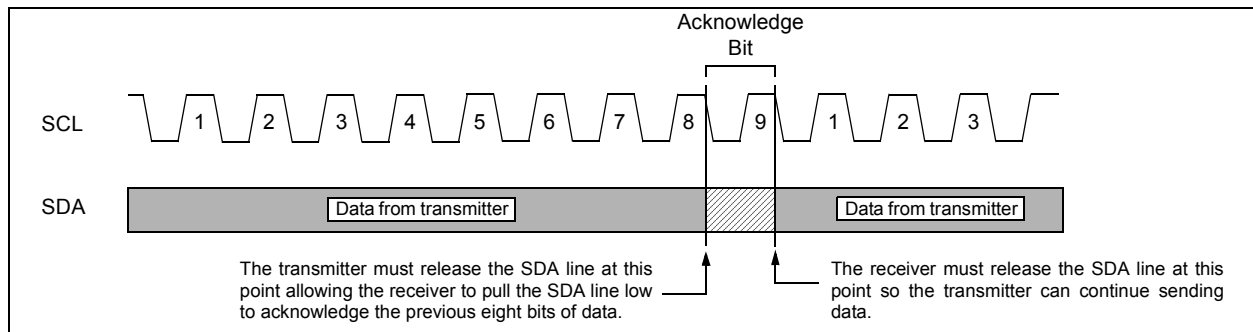 Acknowledge
Bit
SCL
1 2 3 4 5 6 7 8 9 1 2 3
SDA
Data from transmitter
Data from transmitter
The transmitter must release the SDA line at this
point allowing the receiver to pull the SDA line low
to acknowledge the previous eight bits of data.
The receiver must release the SDA line at this
point so the transmitter can continue sending
data.